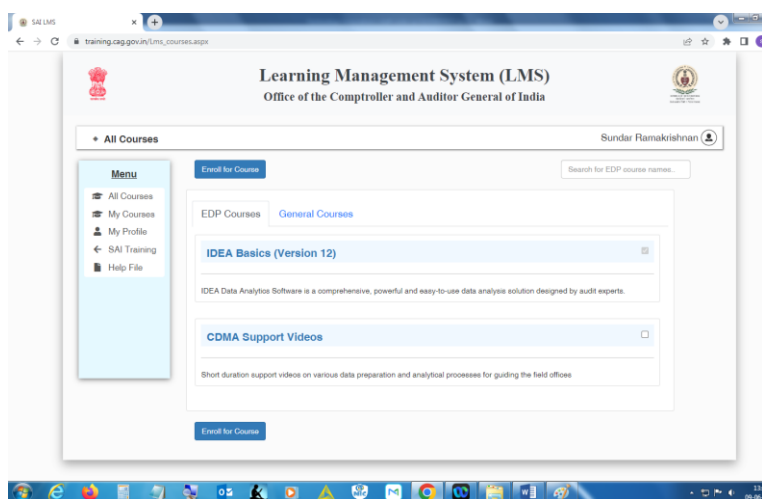 SAI LMS
training.cag.gov.in/Lms_courses.aspx
Learning Management System (LMS)
Office of the Comptroller and Auditor General of India
All Courses
Sundar Ramakrishnan
Menu
All Courses
My Courses
My Profile
SAI Training
Help File
Enroll for Course
Search for EDP course names..
EDP Courses General Courses
IDEA Basics (Version 12)
IDEA Data Analytics Software is a comprehensive, powerful and easy-to-use data analysis solution designed by audit experts.
CDMA Support Videos
Short duration support videos on various data preparation and analytical processes for guiding the field offices
Enroll for Course